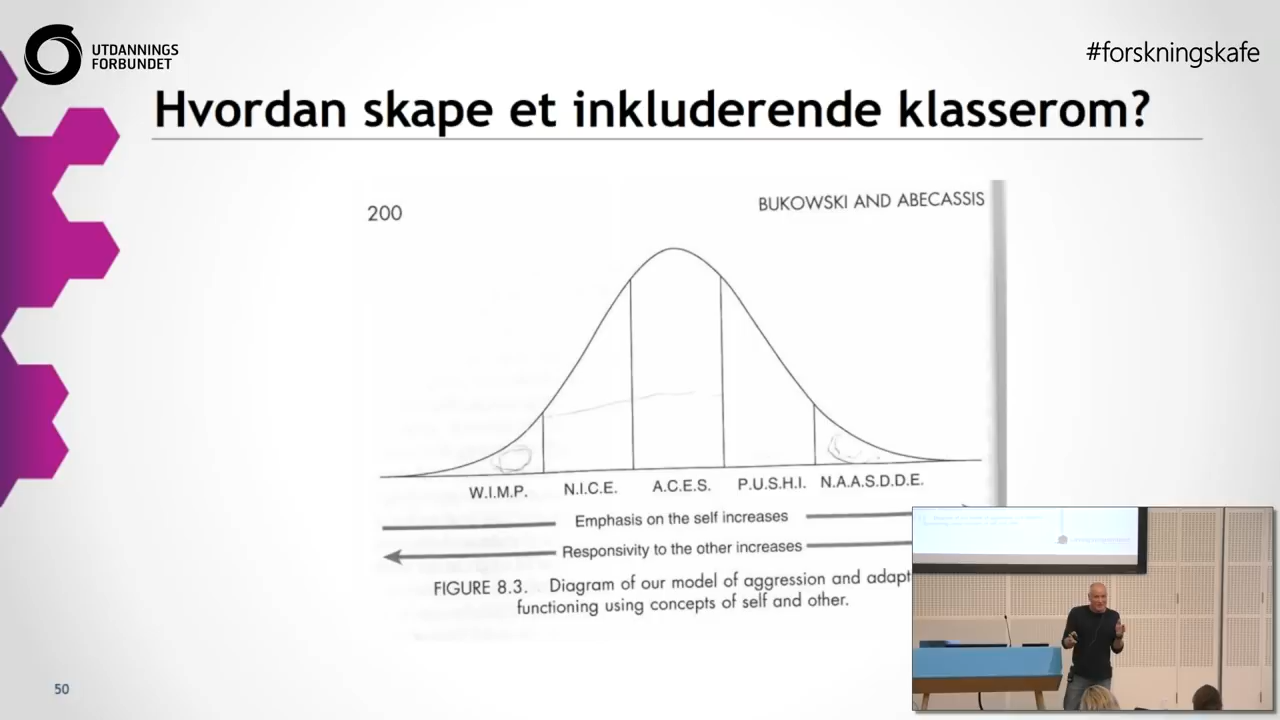 UTDANNINGS
FORBUNDET
#forskningskafe
Hvordan skape et inkluderende klasserom?
200
BUKOWSKI AND ABECASSIS
W.I.M.P. N.I.C.E. A.C.E.S. P.U.S.H.I. N.A.A.S.D.D.E.
Emphasis on the self increases
Responsivity to the other increases
FIGURE 8.3. Diagram of our model of aggression and adapt
functioning using concepts of self and other.
50